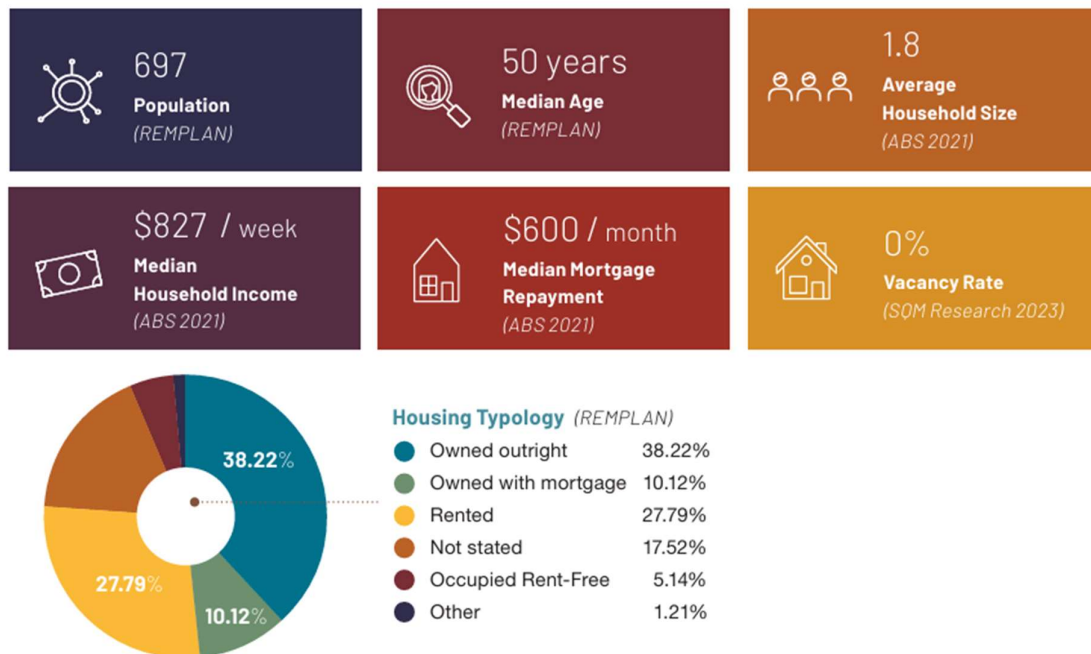 697
Population
(REMPLAN)
50 years
Median Age
(REMPLAN)
1.8
Average
Household Size
(ABS 2021)
$827 / week
Median
Household Income
(ABS 2021)
$600 / month
Median Mortgage
Repayment
(ABS 2021)
0%
Vacancy Rate
(SQM Research 2023)
38.22%
27.79%
10.12%
Housing Typology (REMPLAN)
Owned outright 38.22%
Owned with mortgage 10.12%
Rented 27.79%
Not stated 17.52%
Occupied Rent-Free 5.14%
Other 1.21%